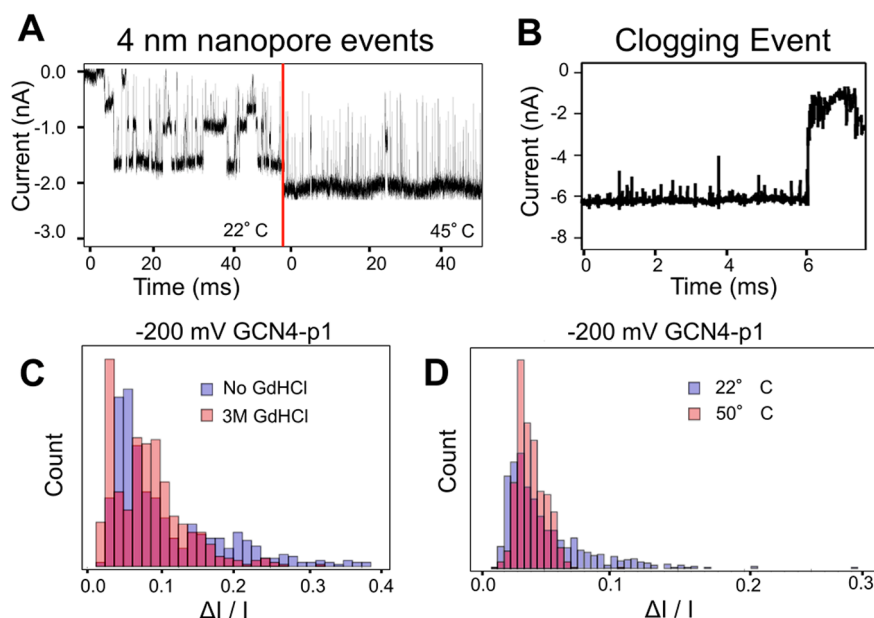 A
4 nm nanopore events
Current (nA)
0.0
-1.0
-2.0
-3.0
22° C
45° C
0
20
40
0
20
40
Time (ms)
Time (ms)
B
Clogging Event
Current (nA)
0
-2
-4
-6
-8
0
2
4
6
Time (ms)
C
-200 mV GCN4-p1
No GdHCl
3M GdHCl
Count
0.0
0.1
0.2
0.3
0.4
ΔI / I
D
-200 mV GCN4-p1
22° C
50° C
Count
0.0
0.1
0.2
0.3
ΔI / I